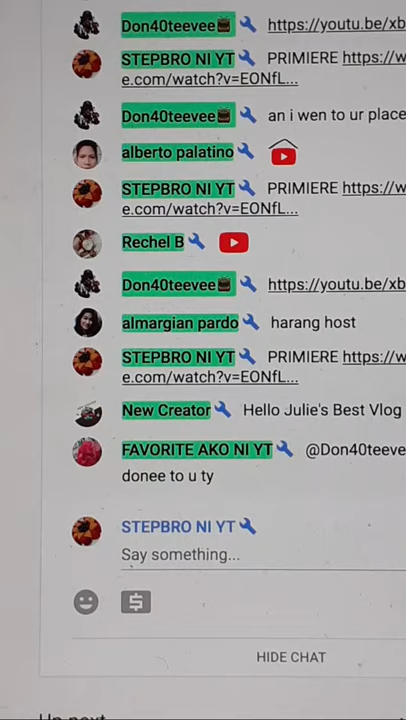 Don40teevee https://youtu.be/xb
STEPBRO NI YT PRIMIERE https://w
e.com/watch?v=EONfL...
Don40teevee an i wen to ur place
alberto palatino
STEPBRO NI YT PRIMIERE https://w
e.com/watch?v=EONfL...
Rechel B
Don40teevee https://youtu.be/xb
almargian pardo harang host
STEPBRO NI YT PRIMIERE https://w
e.com/watch?v=EONfL...
New Creator Hello Julie's Best Vlog
FAVORITE AKO NI YT @Don40teeve
donee to u ty
STEPBRO NI YT
Say something...
HIDE CHAT
Up next